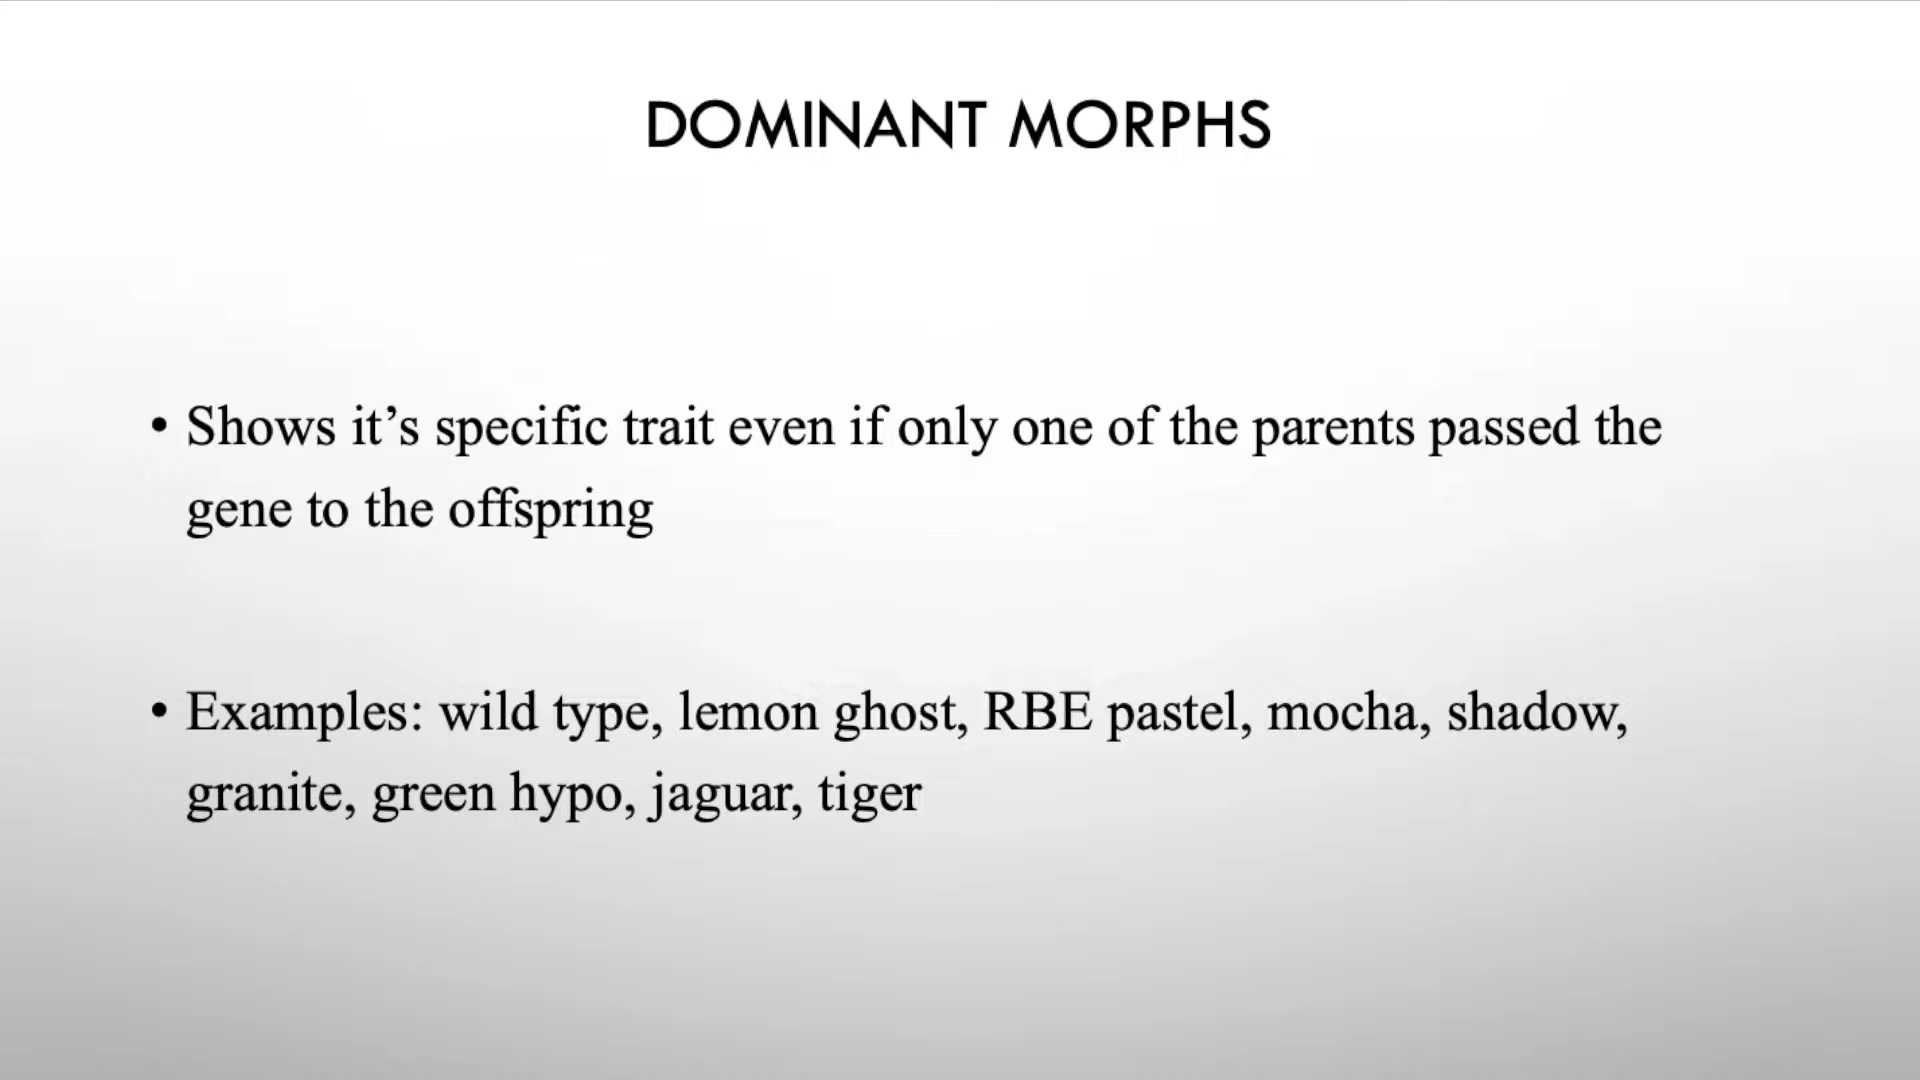 DOMINANT MORPHS
• Shows it’s specific trait even if only one of the parents passed the
gene to the offspring
• Examples: wild type, lemon ghost, RBE pastel, mocha, shadow,
granite, green hypo, jaguar, tiger